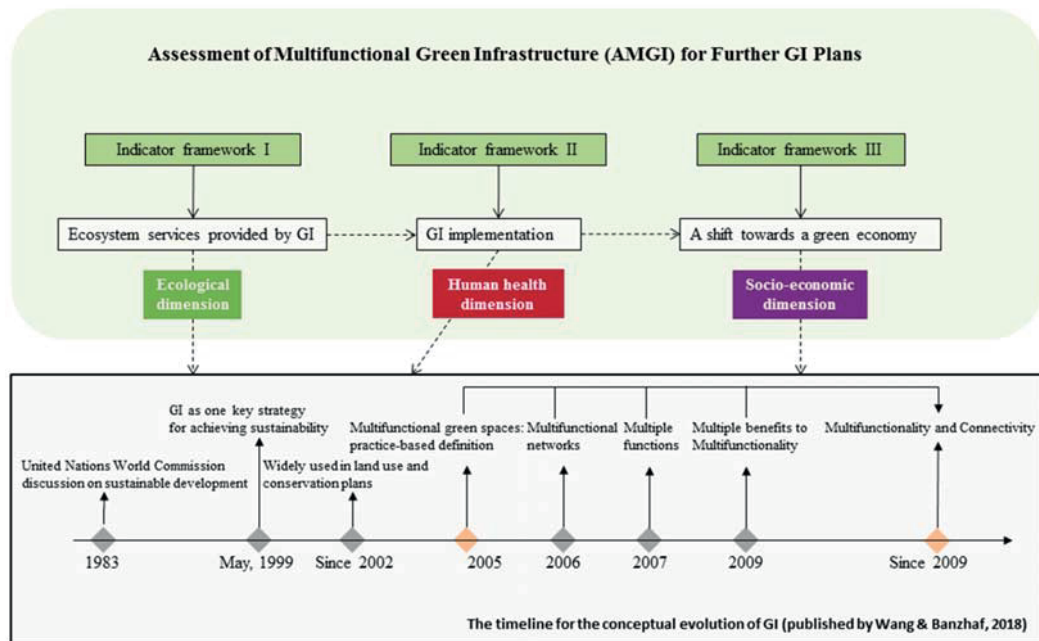 Assessment of Multifunctional Green Infrastructure (AMGI) for Further GI Plans
Indicator framework I
Indicator framework II
Indicator framework III
Ecosystem services provided by GI
GI implementation
A shift towards a green economy
Ecological
dimension
Human health
dimension
Socio-economic
dimension
GI as one key strategy
for achieving sustainability
Multifunctional green spaces:
practice-based definition
Multifunctional
networks
Multiple
functions
Multiple benefits to
Multifunctionality
Multifunctionality and Connectivity
United Nations World Commission
discussion on sustainable development
Widely used in land use and
conservation plans
1983
May, 1999
Since 2002
2005
2006
2007
2009
Since 2009
The timeline for the conceptual evolution of GI (published by Wang & Banzhaf, 2018)